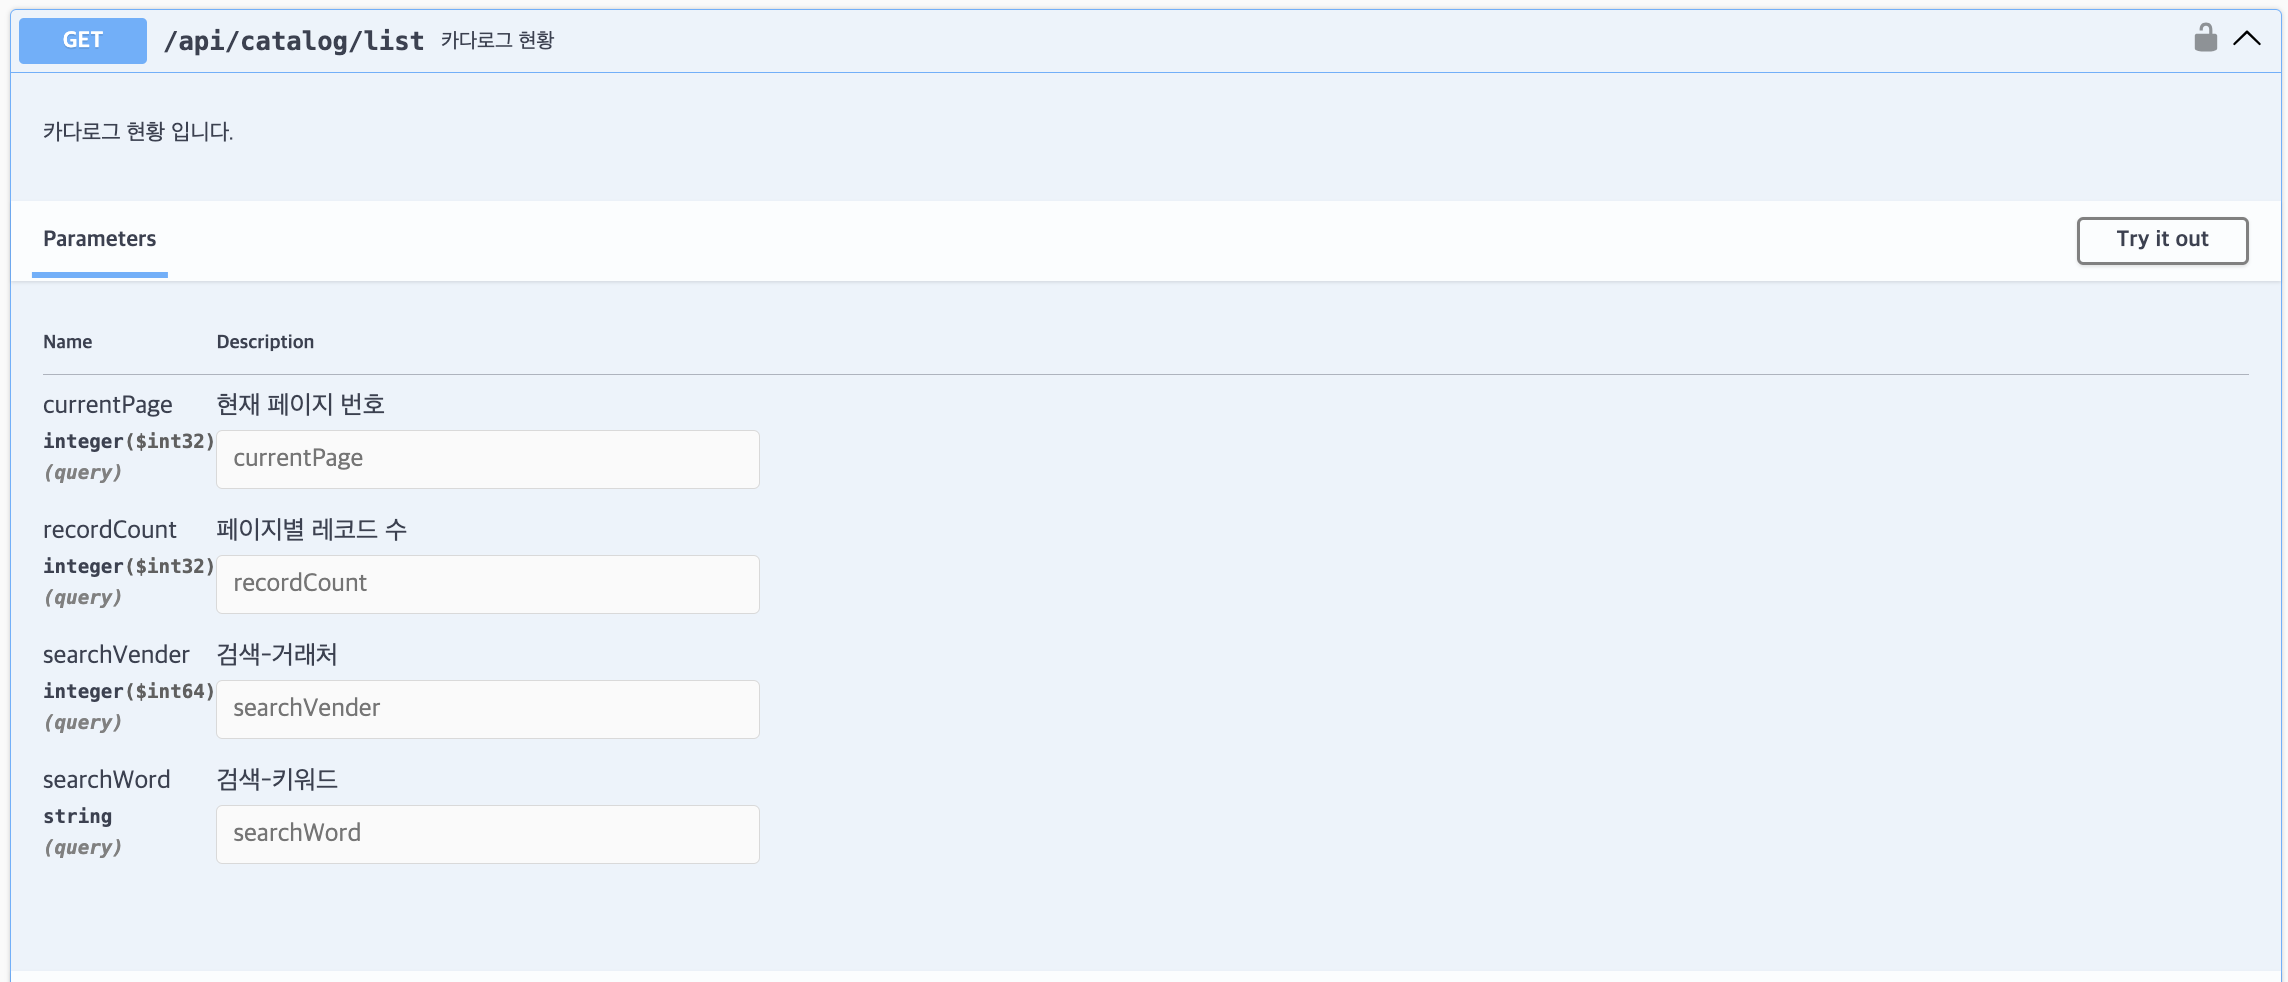 GET /api/catalog/list 카다로그 현황
카다로그 현황 입니다.
Parameters Try it out
Name Description
currentPage 현재 페이지 번호
integer($int32) currentPage
(query)
recordCount 페이지별 레코드 수
integer($int32) recordCount
(query)
searchVender 검색-거래처
integer($int64) searchVender
(query)
searchWord 검색-키워드
string searchWord
(query)